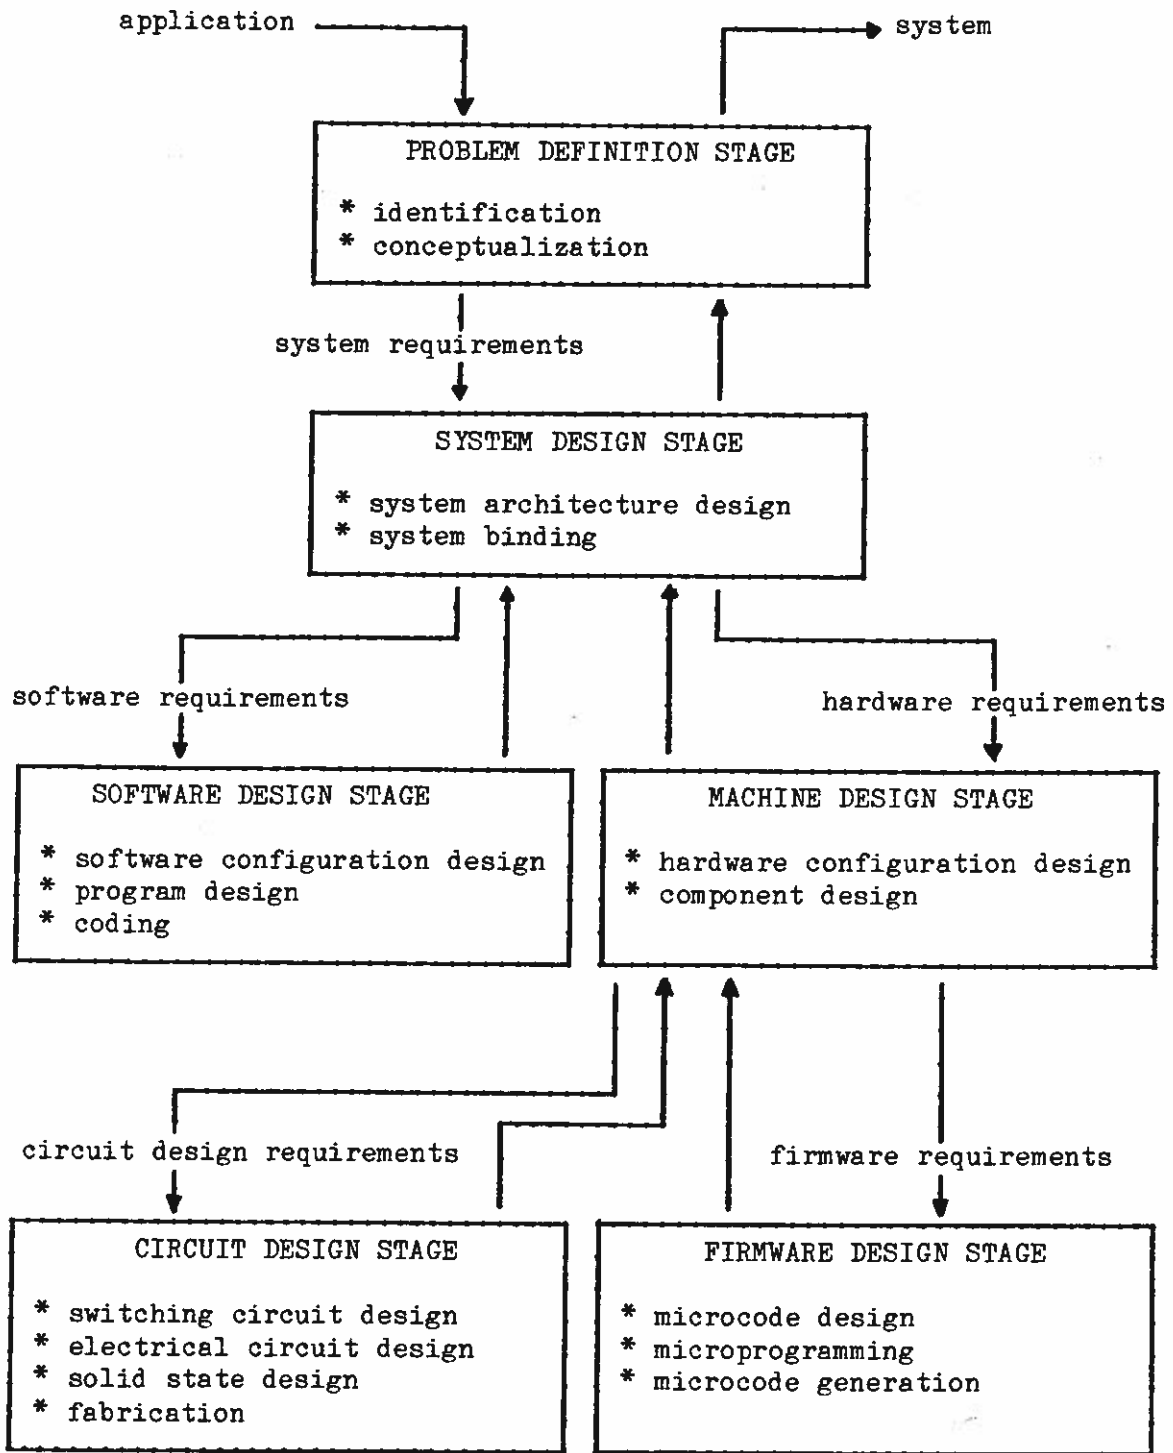 application
system
PROBLEM DEFINITION STAGE
* identification
* conceptualization
system requirements
SYSTEM DESIGN STAGE
* system architecture design
* system binding
software requirements
hardware requirements
SOFTWARE DESIGN STAGE
* software configuration design
* program design
* coding
MACHINE DESIGN STAGE
* hardware configuration design
* component design
circuit design requirements
firmware requirements
CIRCUIT DESIGN STAGE
* switching circuit design
* electrical circuit design
* solid state design
* fabrication
FIRMWARE DESIGN STAGE
* microcode design
* microprogramming
* microcode generation